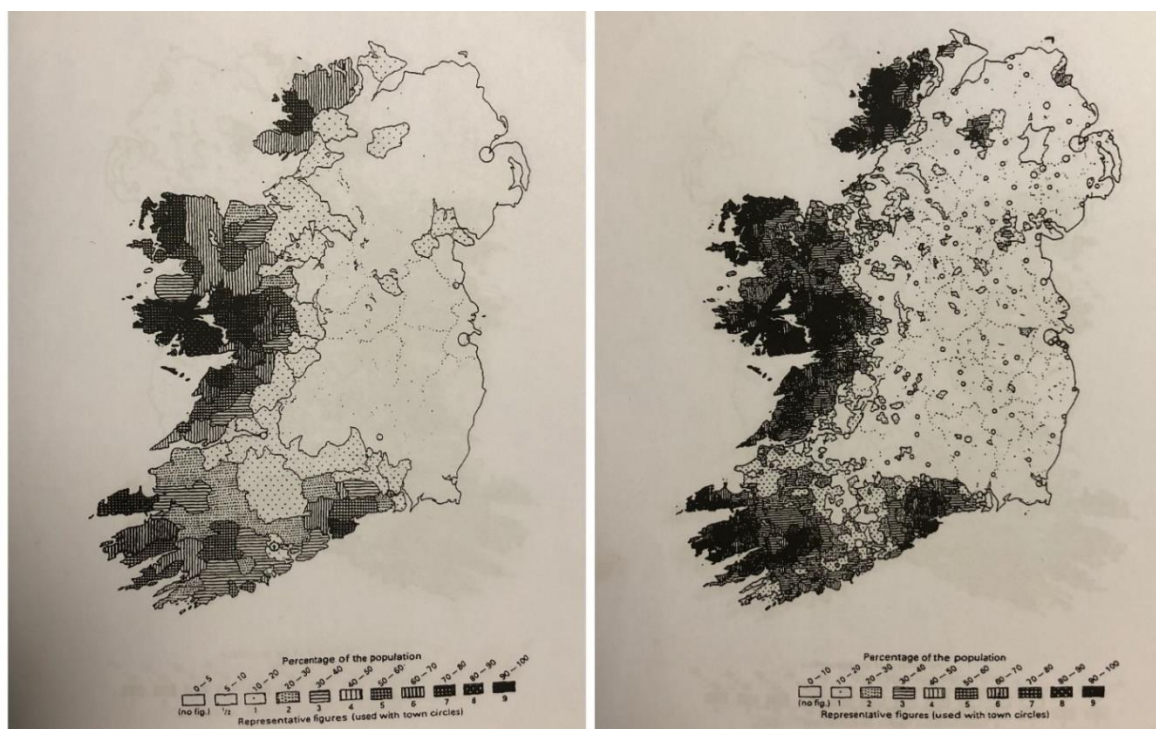 Percentage of the population
0–5 5–10 10–20 20–30 30–40 40–50 50–60 60–70 70–80 80–90 90–100
(no fig.) ½ 1 2 3 4 5 6 7 8 9
Representative figures (used with town circles)
Percentage of the population
0–10 10–20 20–30 30–40 40–50 50–60 60–70 70–80 80–90 90–100
(no fig.) 1 2 3 4 5 6 7 8 9
Representative figures (used with town circles)